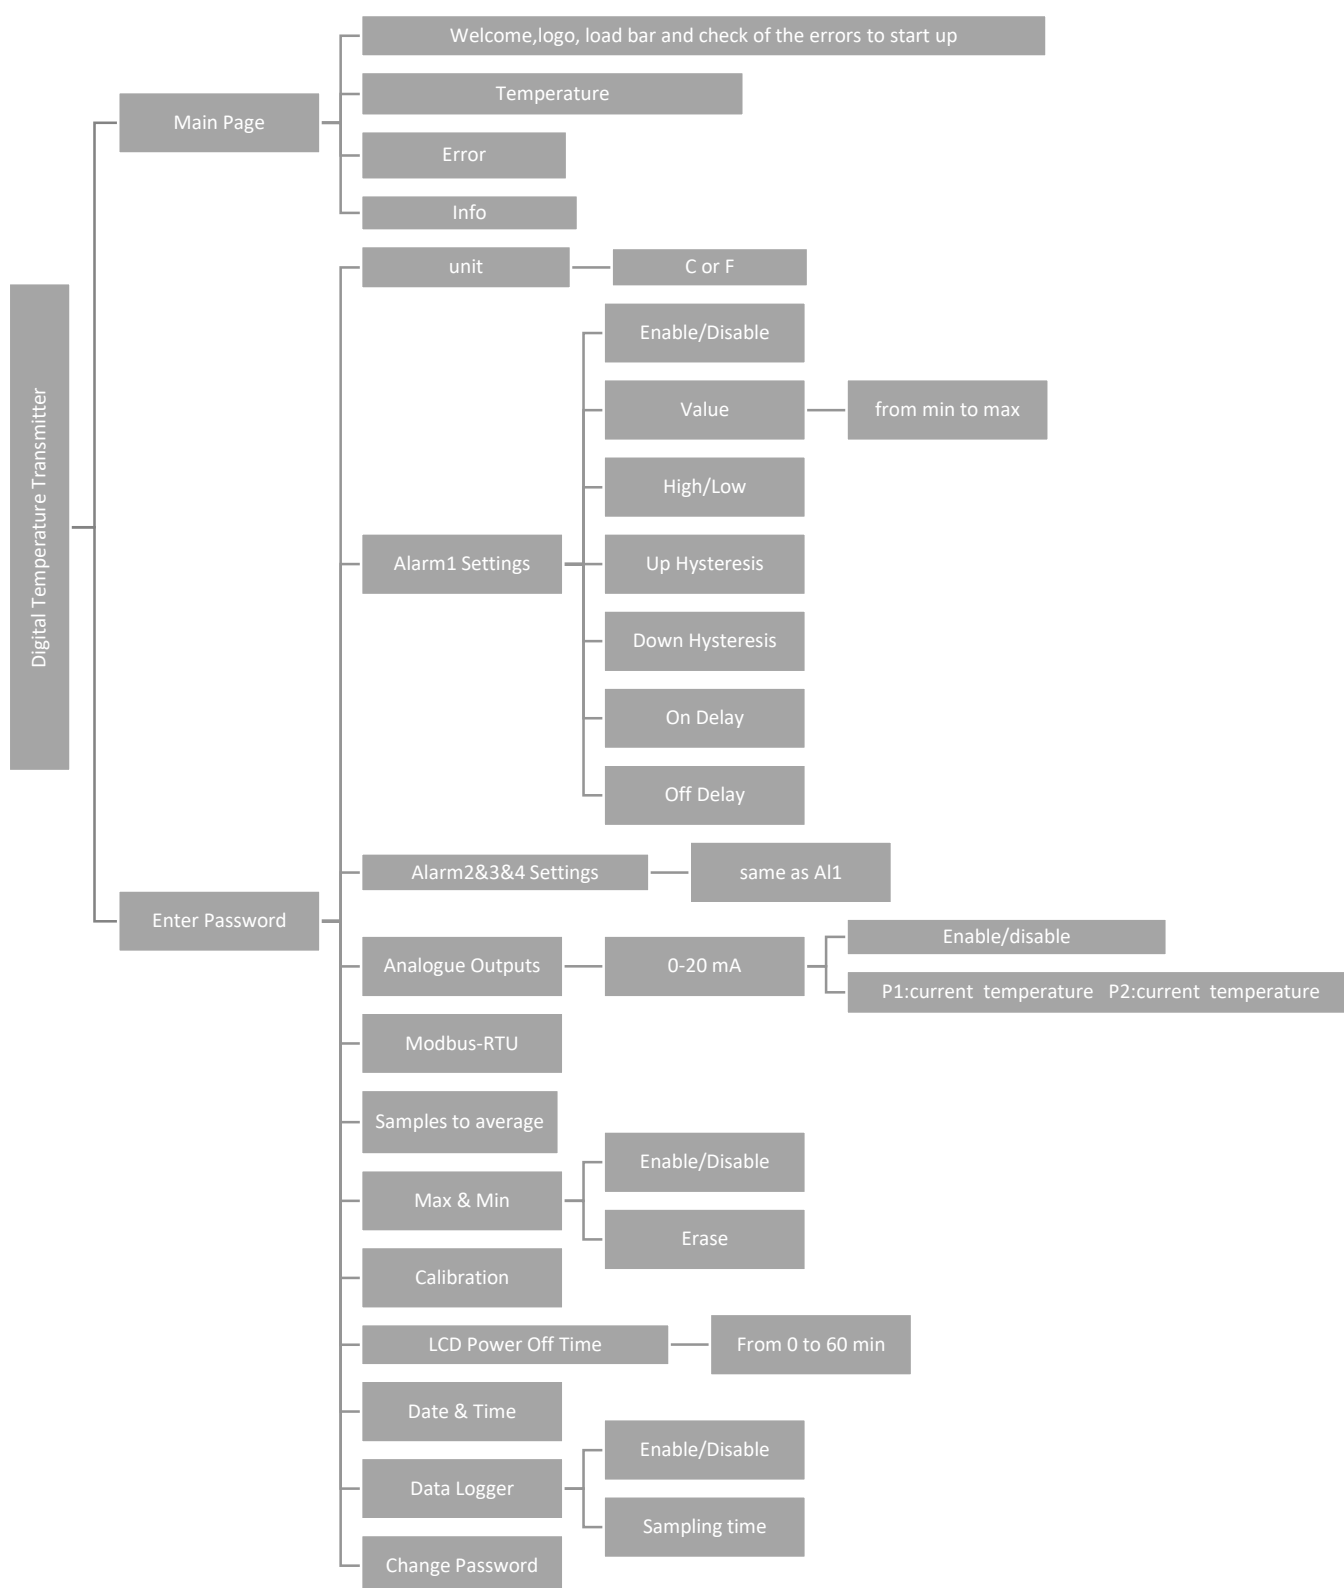 Digital Temperature Transmitter
Main Page
Welcome,logo, load bar and check of the errors to start up
Temperature
Error
Info
Enter Password
unit
C or F
Alarm1 Settings
Enable/Disable
Value
from min to max
High/Low
Up Hysteresis
Down Hysteresis
On Delay
Off Delay
Alarm2&3&4 Settings
same as Al1
Analogue Outputs
0-20 mA
Enable/disable
P1:current temperature P2:current temperature
Modbus-RTU
Samples to average
Max & Min
Enable/Disable
Erase
Calibration
LCD Power Off Time
From 0 to 60 min
Date & Time
Data Logger
Enable/Disable
Sampling time
Change Password